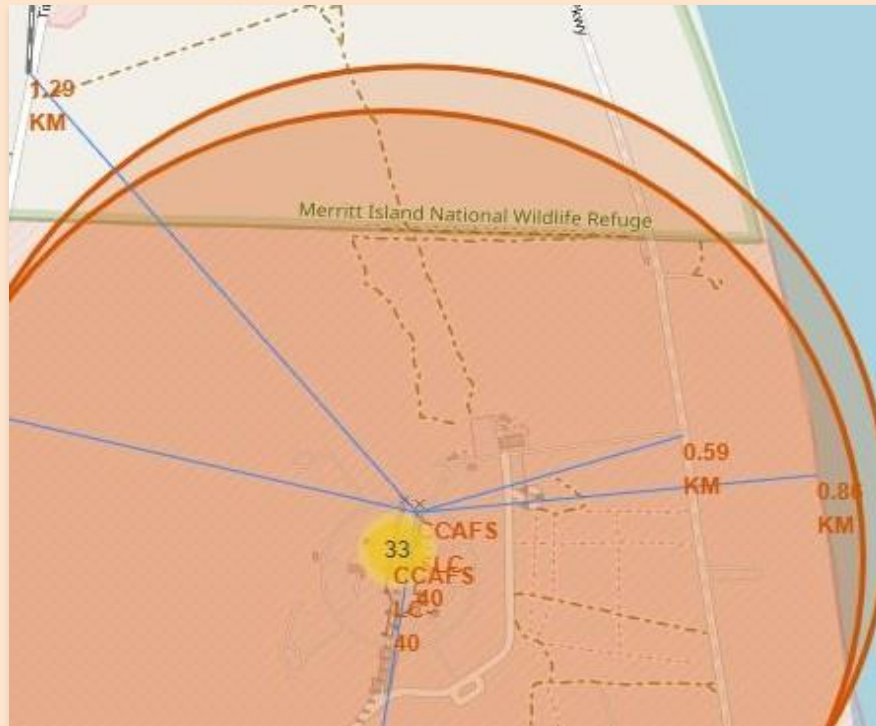 1.29
KM
Merritt Island National Wildlife Refuge
0.59
KM
0.86
KM
CCAFS
LC
33
CCAFS
40
LC-
40